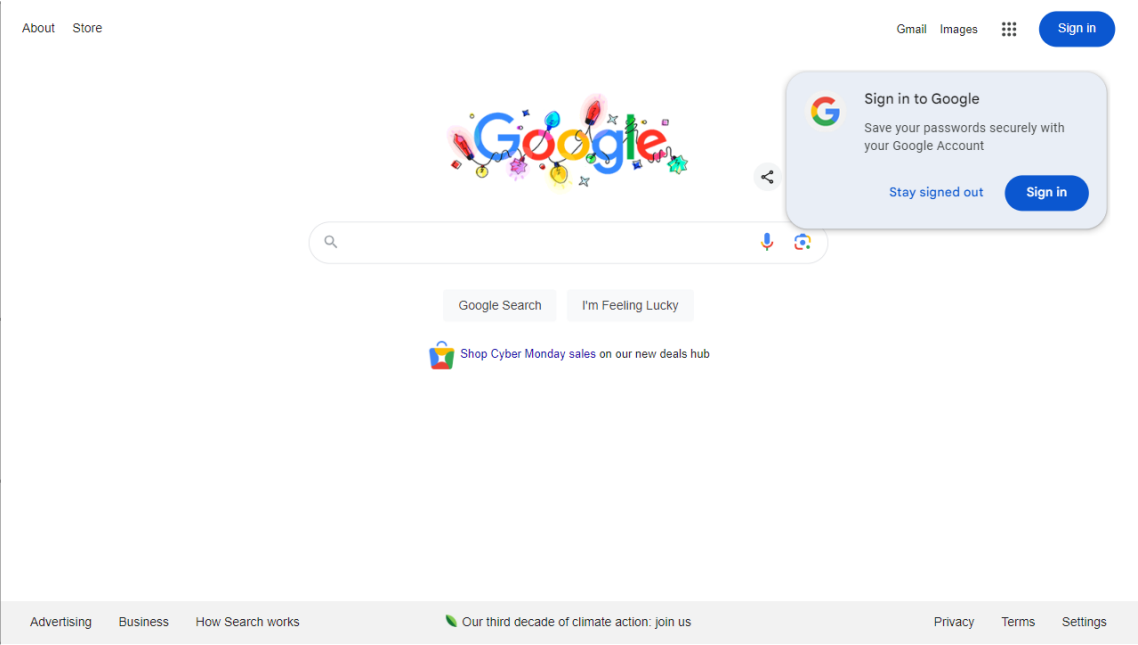 About Store
Gmail Images Sign in
Sign in to Google
Save your passwords securely with
your Google Account
Stay signed out Sign in
Google
Google Search I'm Feeling Lucky
Shop Cyber Monday sales on our new deals hub
Advertising Business How Search works
Our third decade of climate action: join us
Privacy Terms Settings